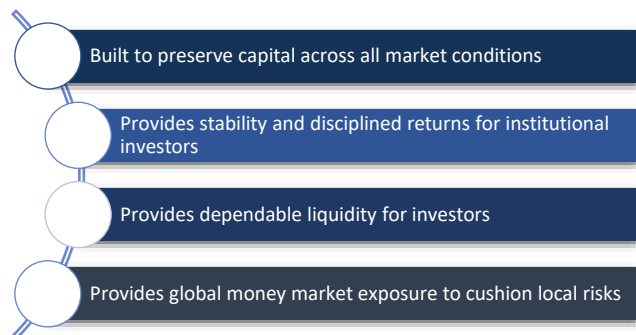 Built to preserve capital across all market conditions
Provides stability and disciplined returns for institutional
investors
Provides dependable liquidity for investors
Provides global money market exposure to cushion local risks